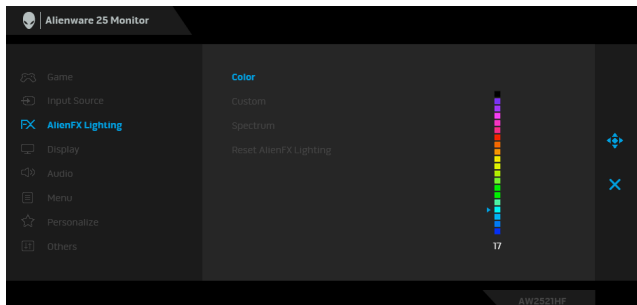 Alienware 25 Monitor
Game
Input Source
AlienFX Lighting
Display
Audio
Menu
Personalize
Others
Color
Custom
Spectrum
Reset AlienFX Lighting
17
AW2521HF